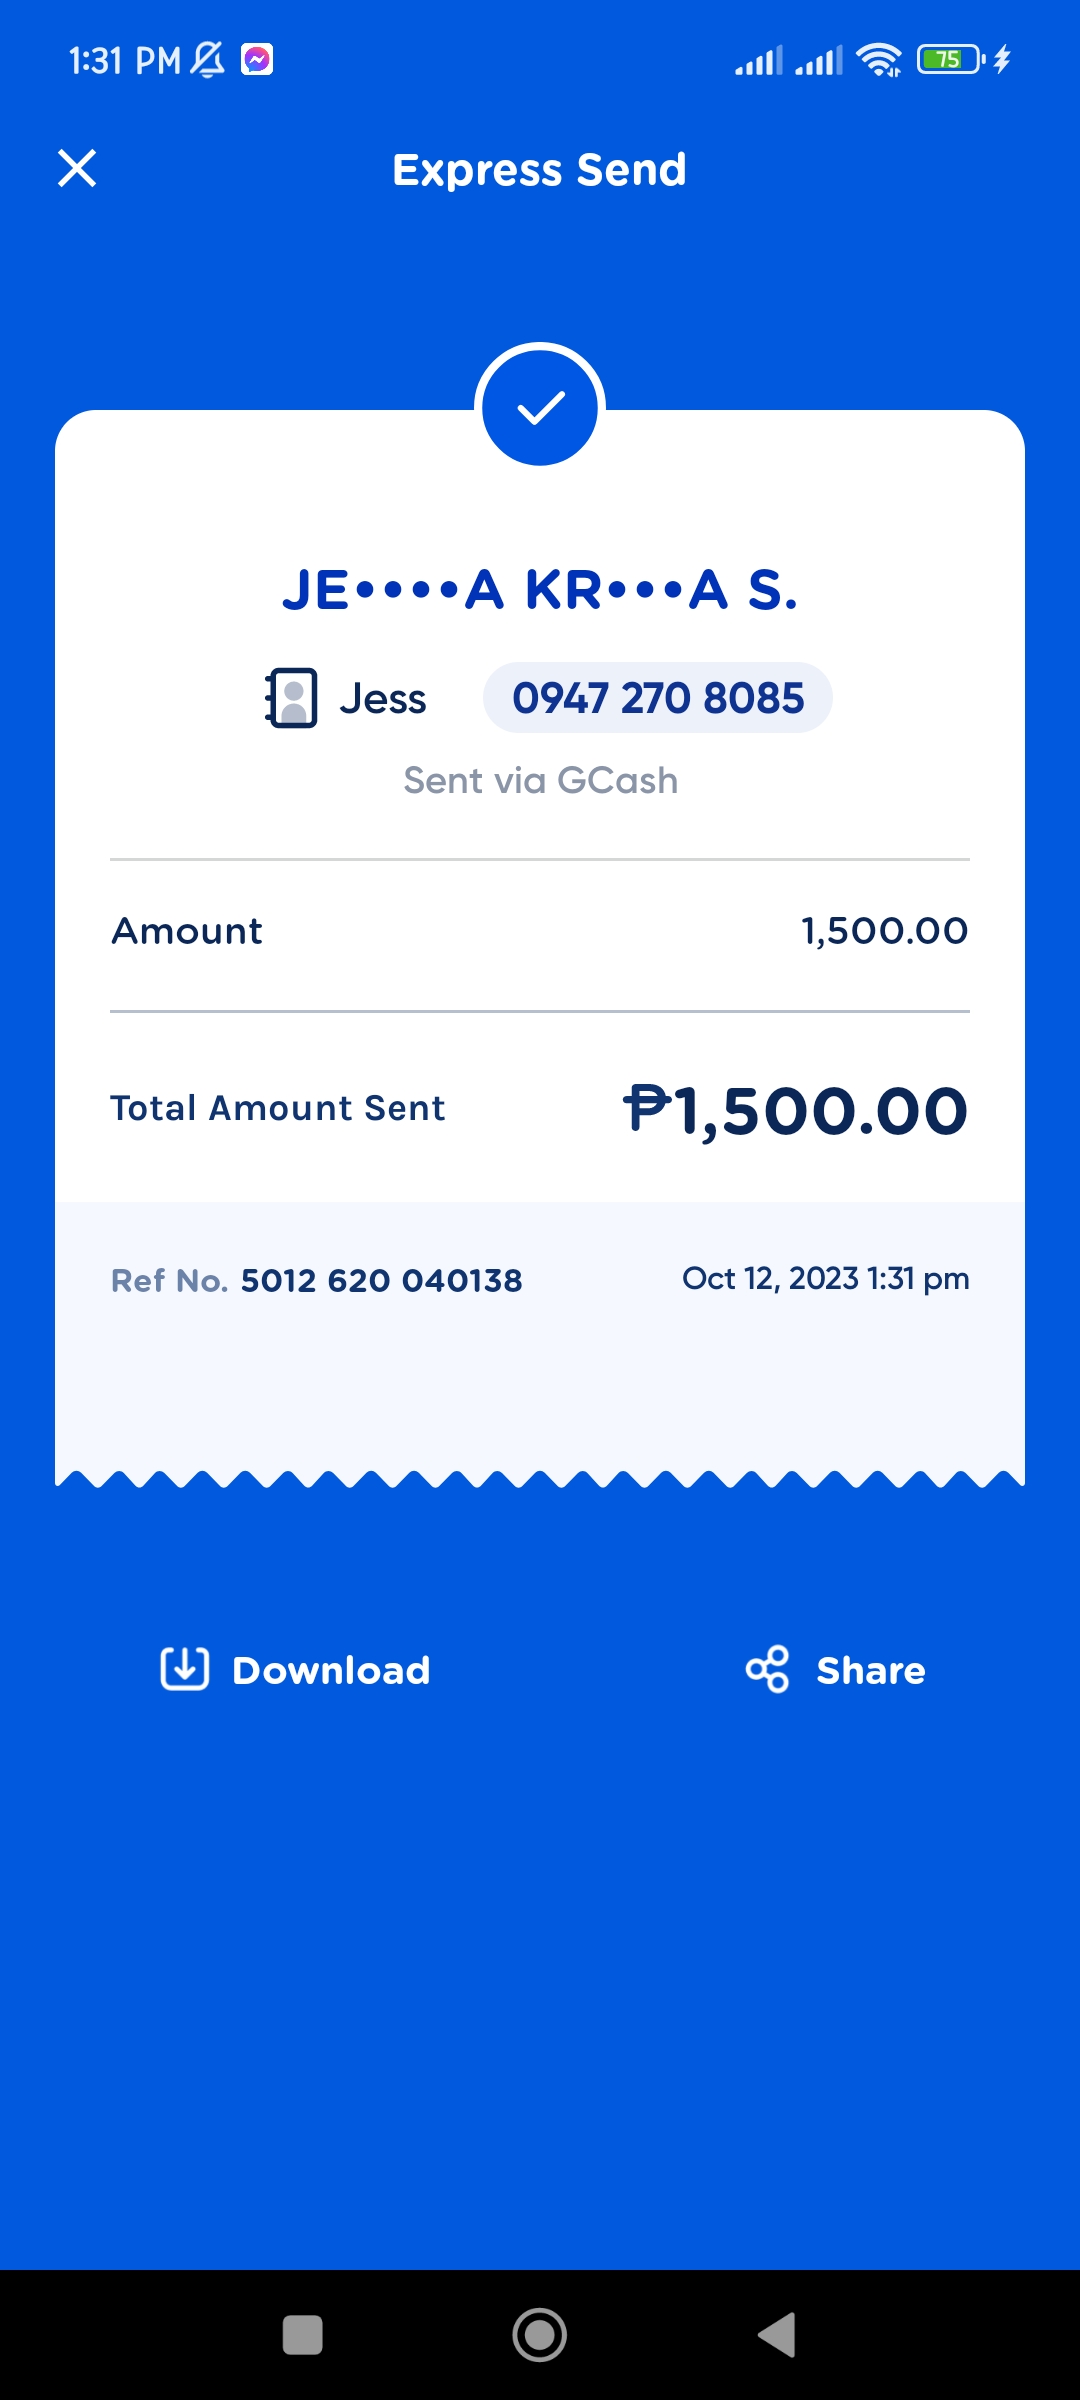 1:31 PM
75
Express Send
JE••••A KR•••A S.
Jess 0947 270 8085
Sent via GCash
Amount 1,500.00
Total Amount Sent ₱1,500.00
Ref No. 5012 620 040138 Oct 12, 2023 1:31 pm
Download Share